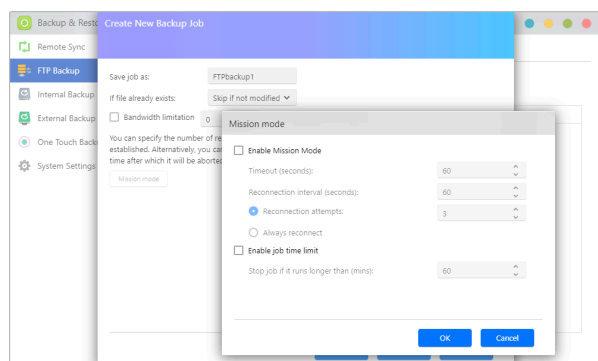 Backup & Resto
Create New Backup Job
Remote Sync
FTP Backup
Internal Backup
External Backup
One Touch Back
System Settings
Save job as:
FTPbackup1
If file already exists:
Skip if not modified
Bandwidth limitation
0
You can specify the number of re
established. Alternatively, you ca
time after which it will be aborted
Mission mode
Mission mode
Enable Mission Mode
Timeout (seconds):
60
Reconnection interval (seconds):
60
Reconnection attempts:
3
Always reconnect
Enable job time limit
Stop job if it runs longer than (mins):
60
OK
Cancel